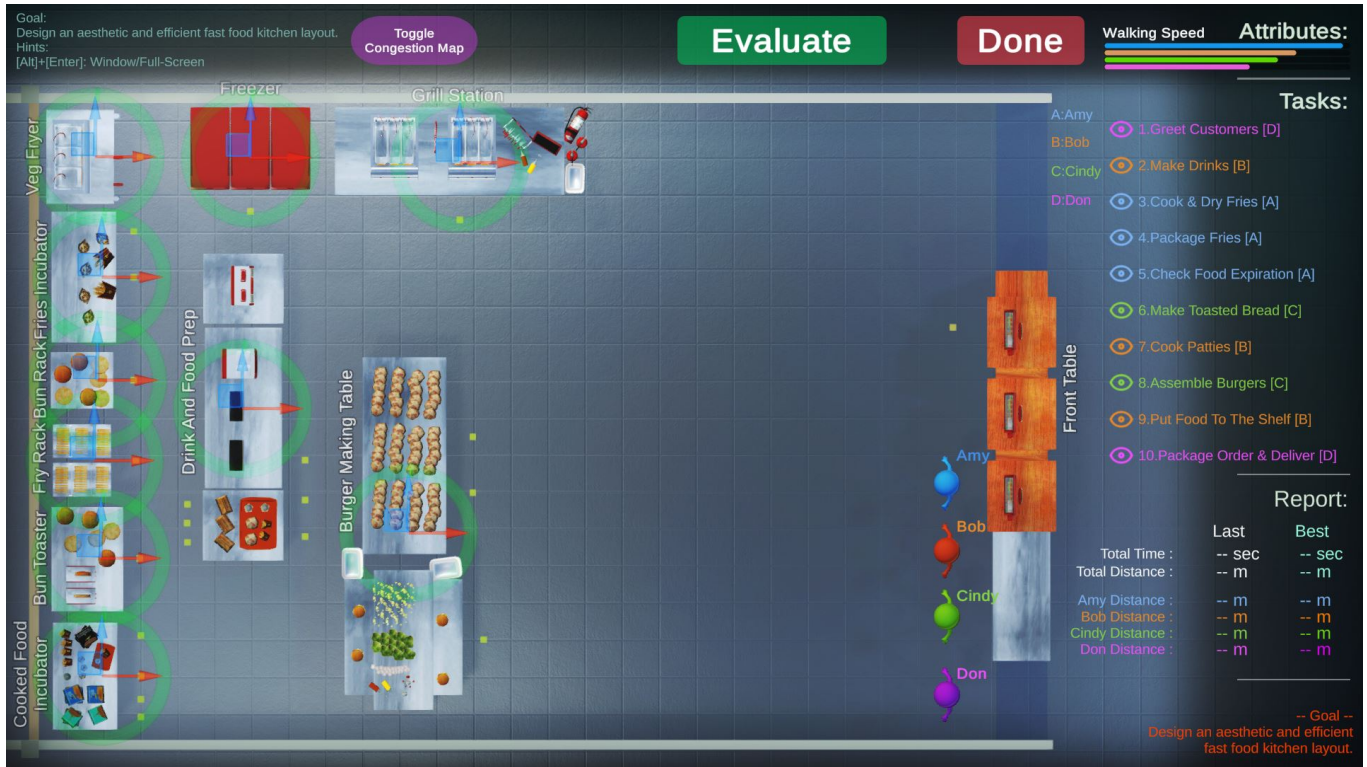 Goal:
Design an aesthetic and efficient fast food kitchen layout.
Hints:
[Alt]+[Enter]: Window/Full-Screen
Toggle
Congestion Map
Evaluate
Done
Walking Speed
Attributes:
Freezer
Grill Station
Veg Fryer
Fries Incubator
Bun Rack
Fry Rack
Bun Toaster
Cooked Food
Incubator
Drink And Food Prep
Burger Making Table
Front Table
A:Amy
B:Bob
C:Cindy
D:Don
Amy
Bob
Cindy
Don
Tasks:
1.Greet Customers [D]
2.Make Drinks [B]
3.Cook & Dry Fries [A]
4.Package Fries [A]
5.Check Food Expiration [A]
6.Make Toasted Bread [C]
7.Cook Patties [B]
8.Assemble Burgers [C]
9.Put Food To The Shelf [B]
10.Package Order & Deliver [D]
Report:
Last Best
Total Time : -- sec -- sec
Total Distance : -- m -- m
Amy Distance : -- m -- m
Bob Distance : -- m -- m
Cindy Distance : -- m -- m
Don Distance : -- m -- m
-- Goal --
Design an aesthetic and efficient
fast food kitchen layout.